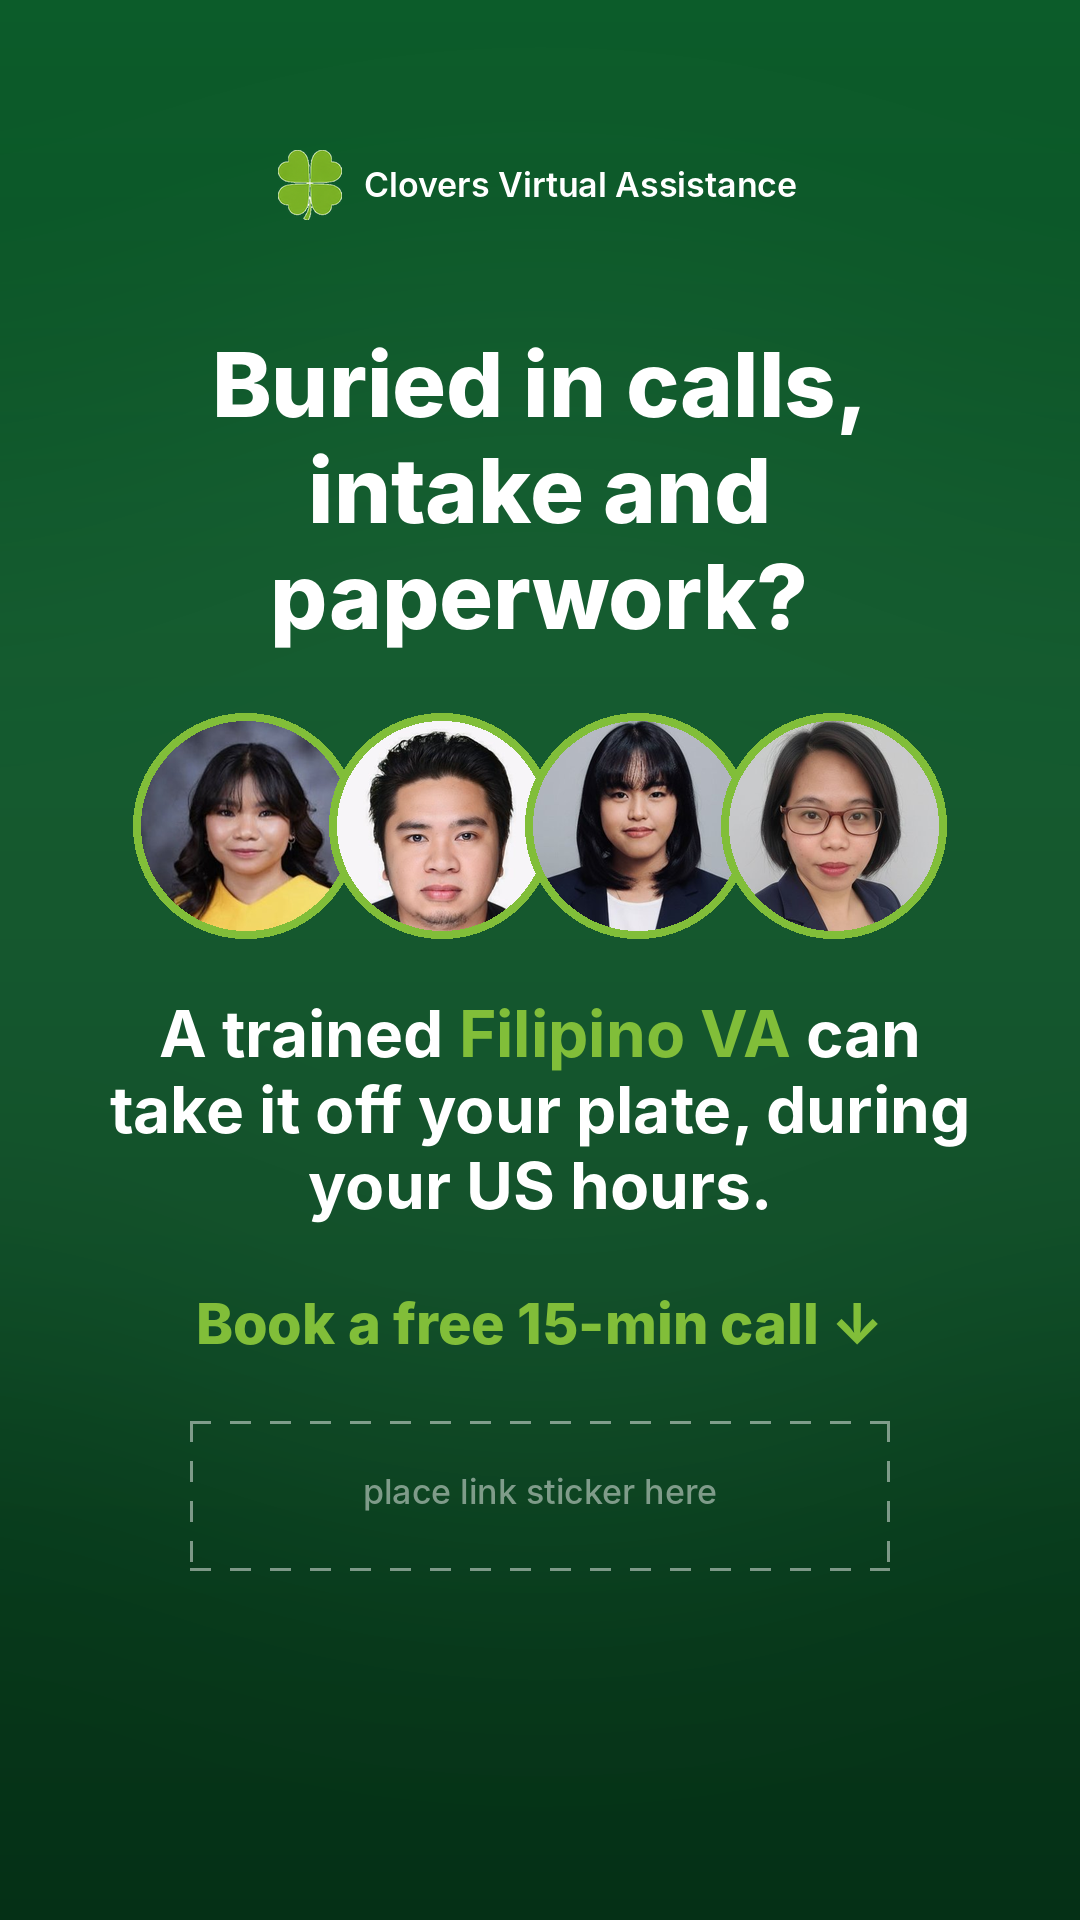 Clovers Virtual Assistance
Buried in calls,
intake and
paperwork?
A trained Filipino VA can
take it off your plate, during
your US hours.
Book a free 15-min call ↓
place link sticker here